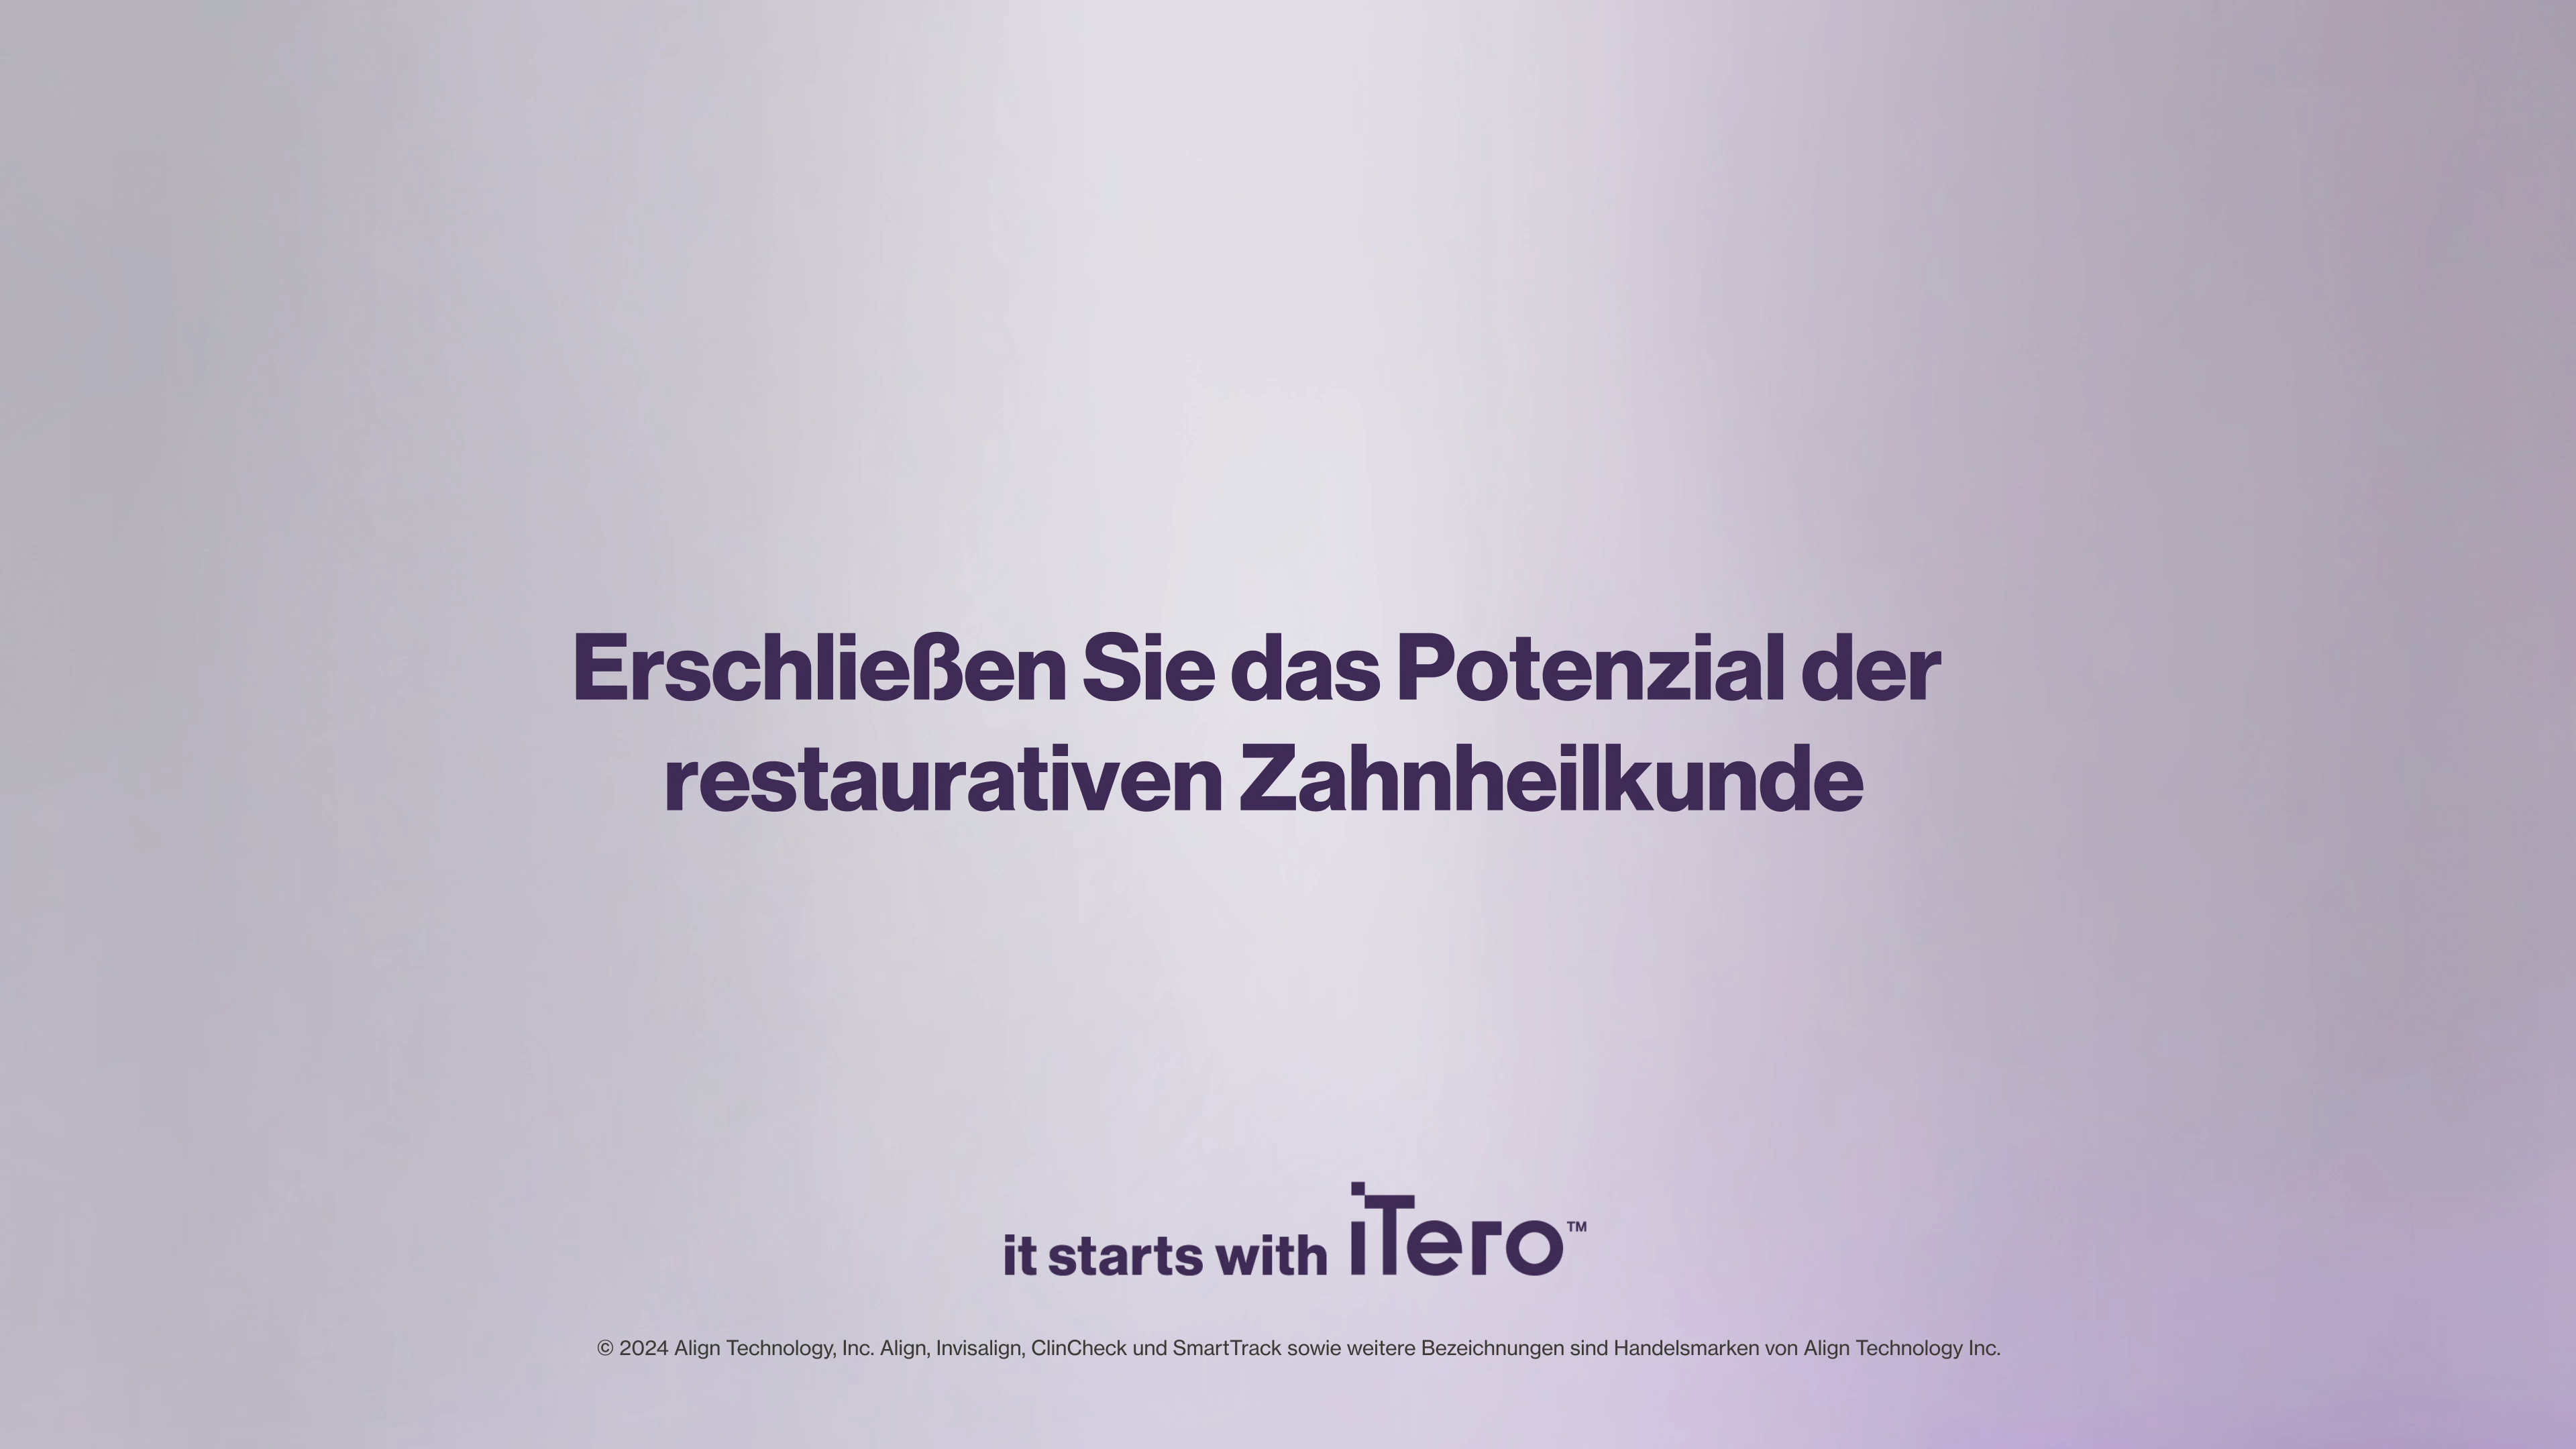 Erschließen Sie das Potenzial der
restaurativen Zahnheilkunde
it starts with iTero™
© 2024 Align Technology, Inc. Align, Invisalign, ClinCheck und SmartTrack sowie weitere Bezeichnungen sind Handelsmarken von Align Technology Inc.